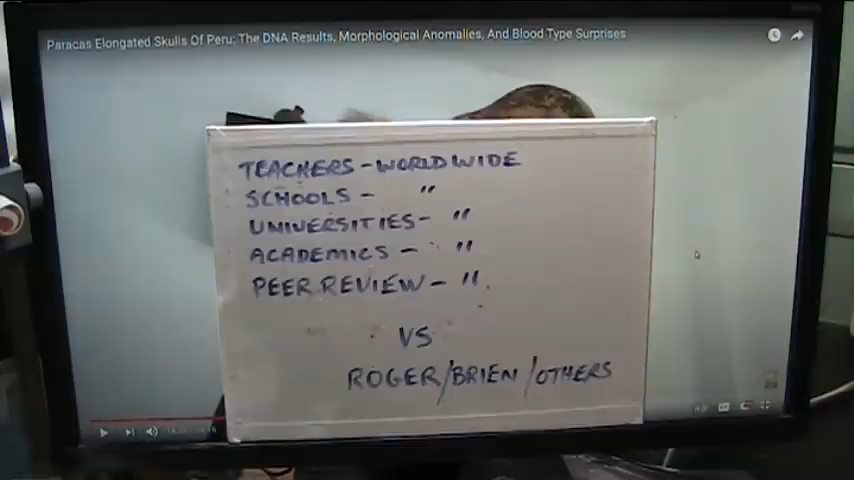 Paracas Elongated Skulls Of Peru: The DNA Results, Morphological Anomalies, And Blood Type Surprises
TEACHERS - WORLDWIDE
SCHOOLS - "
UNIVERSITIES - "
ACADEMICS - "
PEER REVIEW - "
VS
ROGER/BRIEN/OTHERS